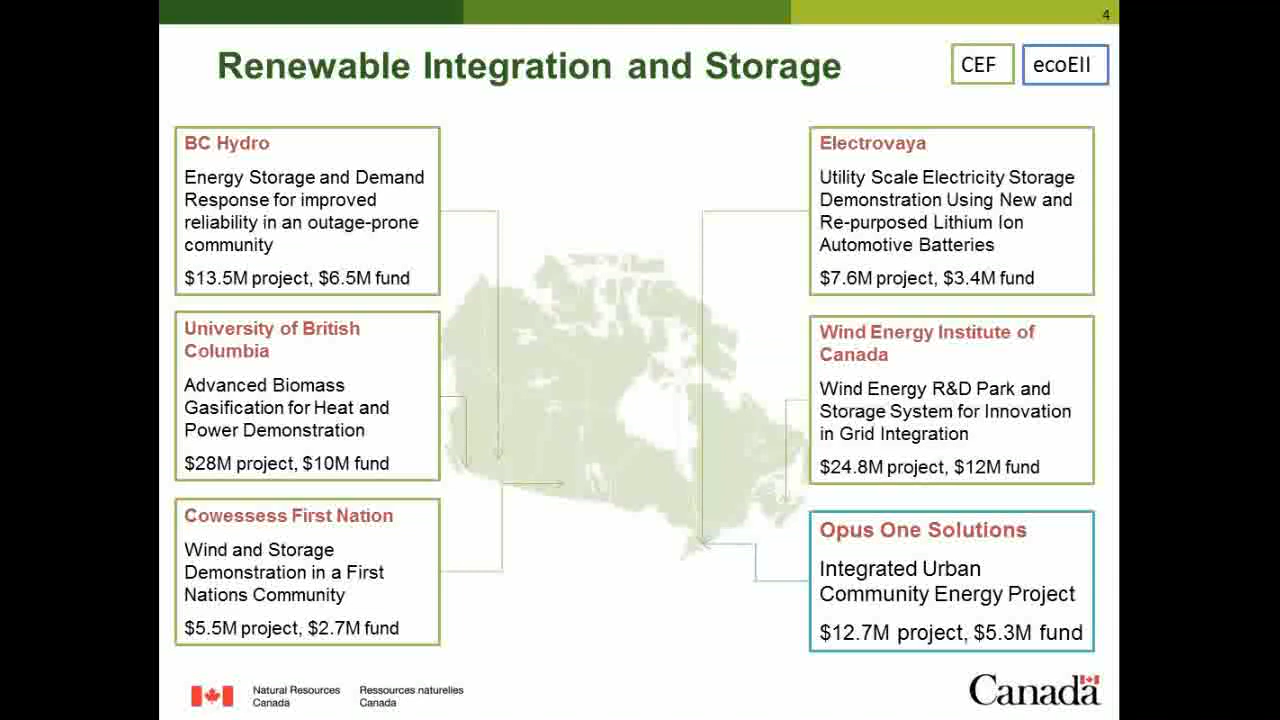 4
Renewable Integration and Storage
CEF
ecoEII
BC Hydro
Energy Storage and Demand
Response for improved
reliability in an outage-prone
community
$13.5M project, $6.5M fund
University of British
Columbia
Advanced Biomass
Gasification for Heat and
Power Demonstration
$28M project, $10M fund
Cowessess First Nation
Wind and Storage
Demonstration in a First
Nations Community
$5.5M project, $2.7M fund
Electrovaya
Utility Scale Electricity Storage
Demonstration Using New and
Re-purposed Lithium Ion
Automotive Batteries
$7.6M project, $3.4M fund
Wind Energy Institute of
Canada
Wind Energy R&D Park and
Storage System for Innovation
in Grid Integration
$24.8M project, $12M fund
Opus One Solutions
Integrated Urban
Community Energy Project
$12.7M project, $5.3M fund
Natural Resources
Canada
Ressources naturelles
Canada
Canada